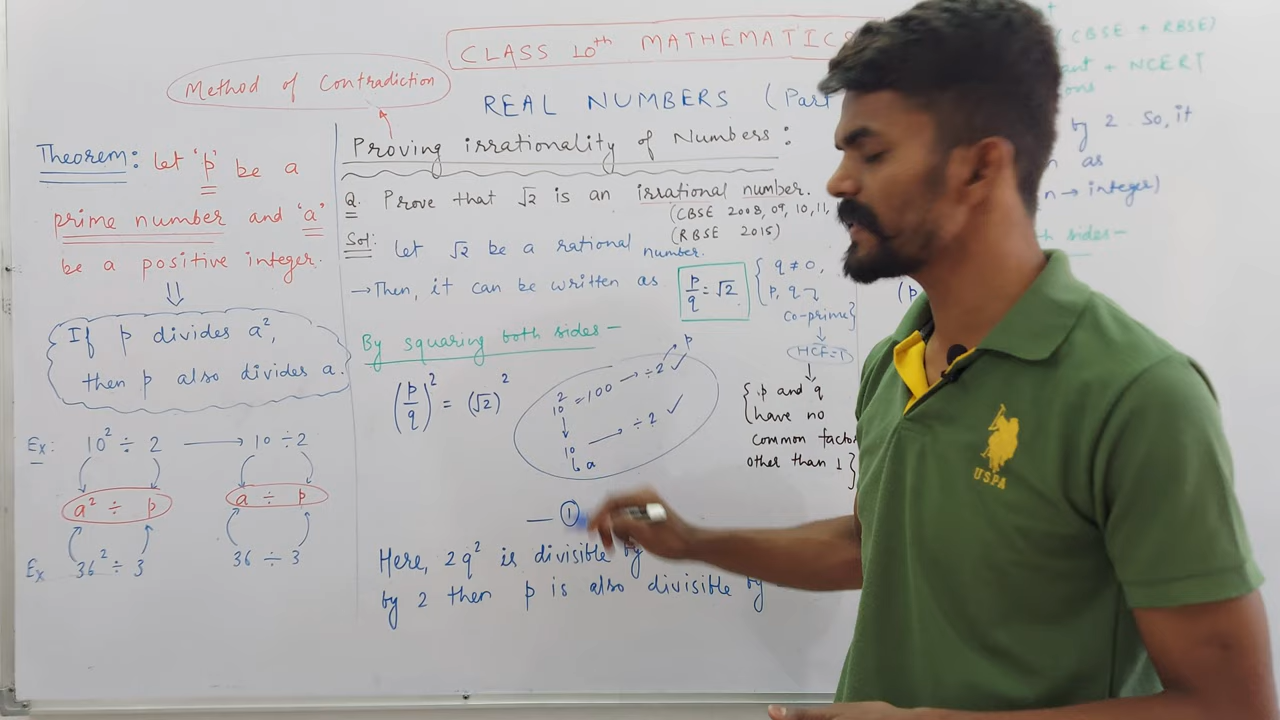 CLASS 10th MATHEMATICS
Method of Contradiction
REAL NUMBERS (Part
Theorem: Let 'p' be a
prime number and 'a'
be a positive integer.
⇓
If p divides a²,
then p also divides a.
Ex: 10² ÷ 2 → 10 ÷ 2
a² ÷ p a ÷ p
Ex 36² ÷ 3 36 ÷ 3
Proving irrationality of Numbers:
Q. Prove that √2 is an irrational number.
(CBSE 2008, 09, 10, 11,
(RBSE 2015)
Sol: Let √2 be a rational number.
→ Then, it can be written as p/q = √2 { q ≠ 0,
p, q →
Co-prime}
↓
HCF=1
↓
{ p and q
have no
common factor
other than 1 }
By squaring both sides —
(p/q)² = (√2)²
10² = 100 → ÷ 2 ✓ p
↓
10 → ÷ 2 ✓
a
— ①
Here, 2q² is divisible by
by 2 then p is also divisible by
(CBSE + RBSE)
+ NCERT
by 2. So, it
as
→ integer)
sides —
(p
USPA